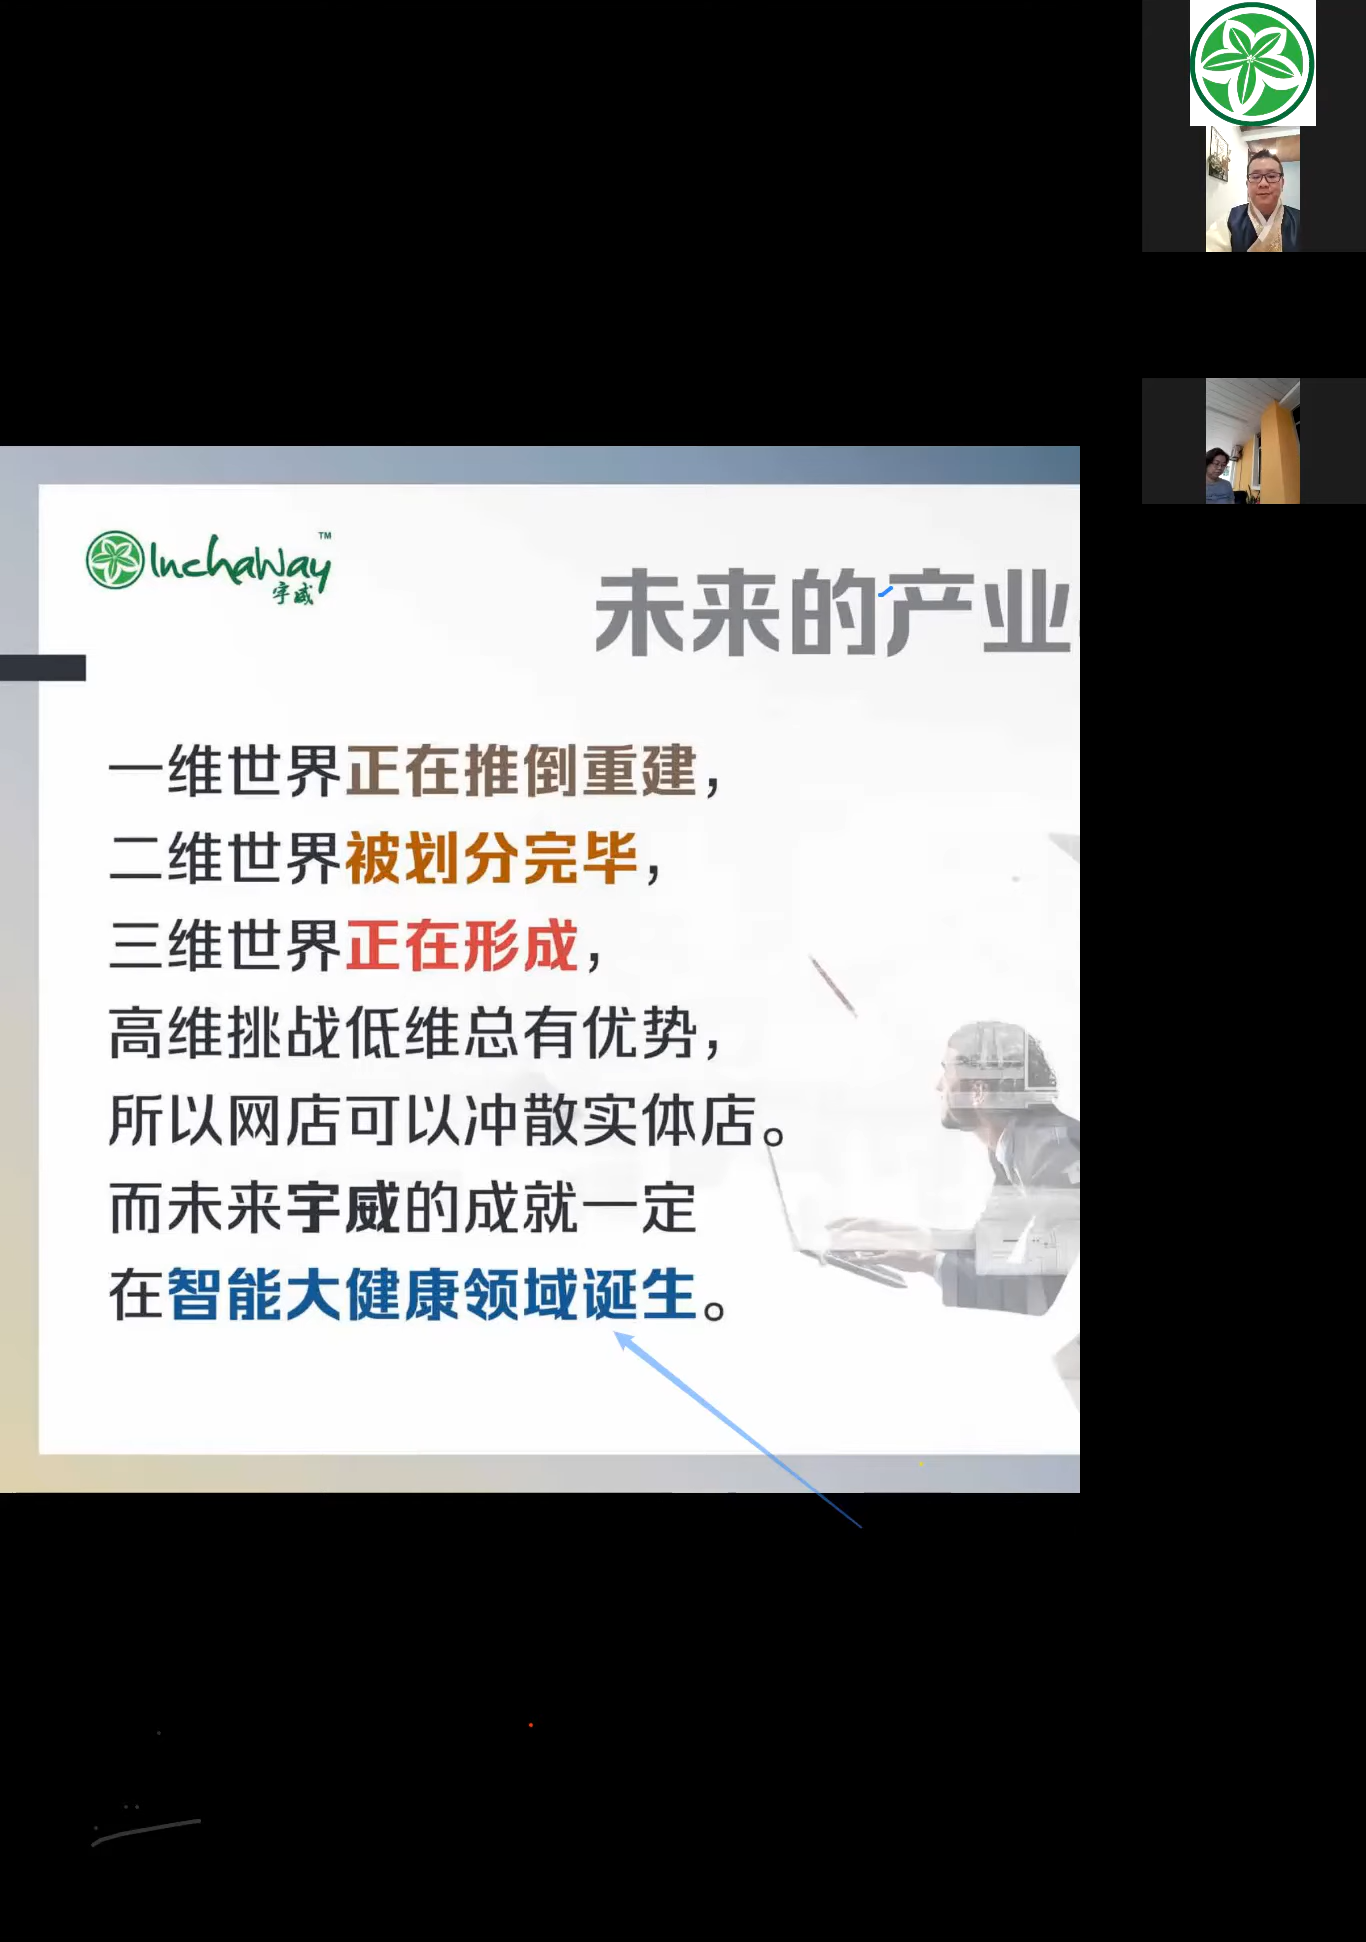 InchaWay™
宇威
未来的产业
一维世界正在推倒重建，
二维世界被划分完毕，
三维世界正在形成，
高维挑战低维总有优势，
所以网店可以冲散实体店。
而未来宇威的成就一定
在智能大健康领域诞生。